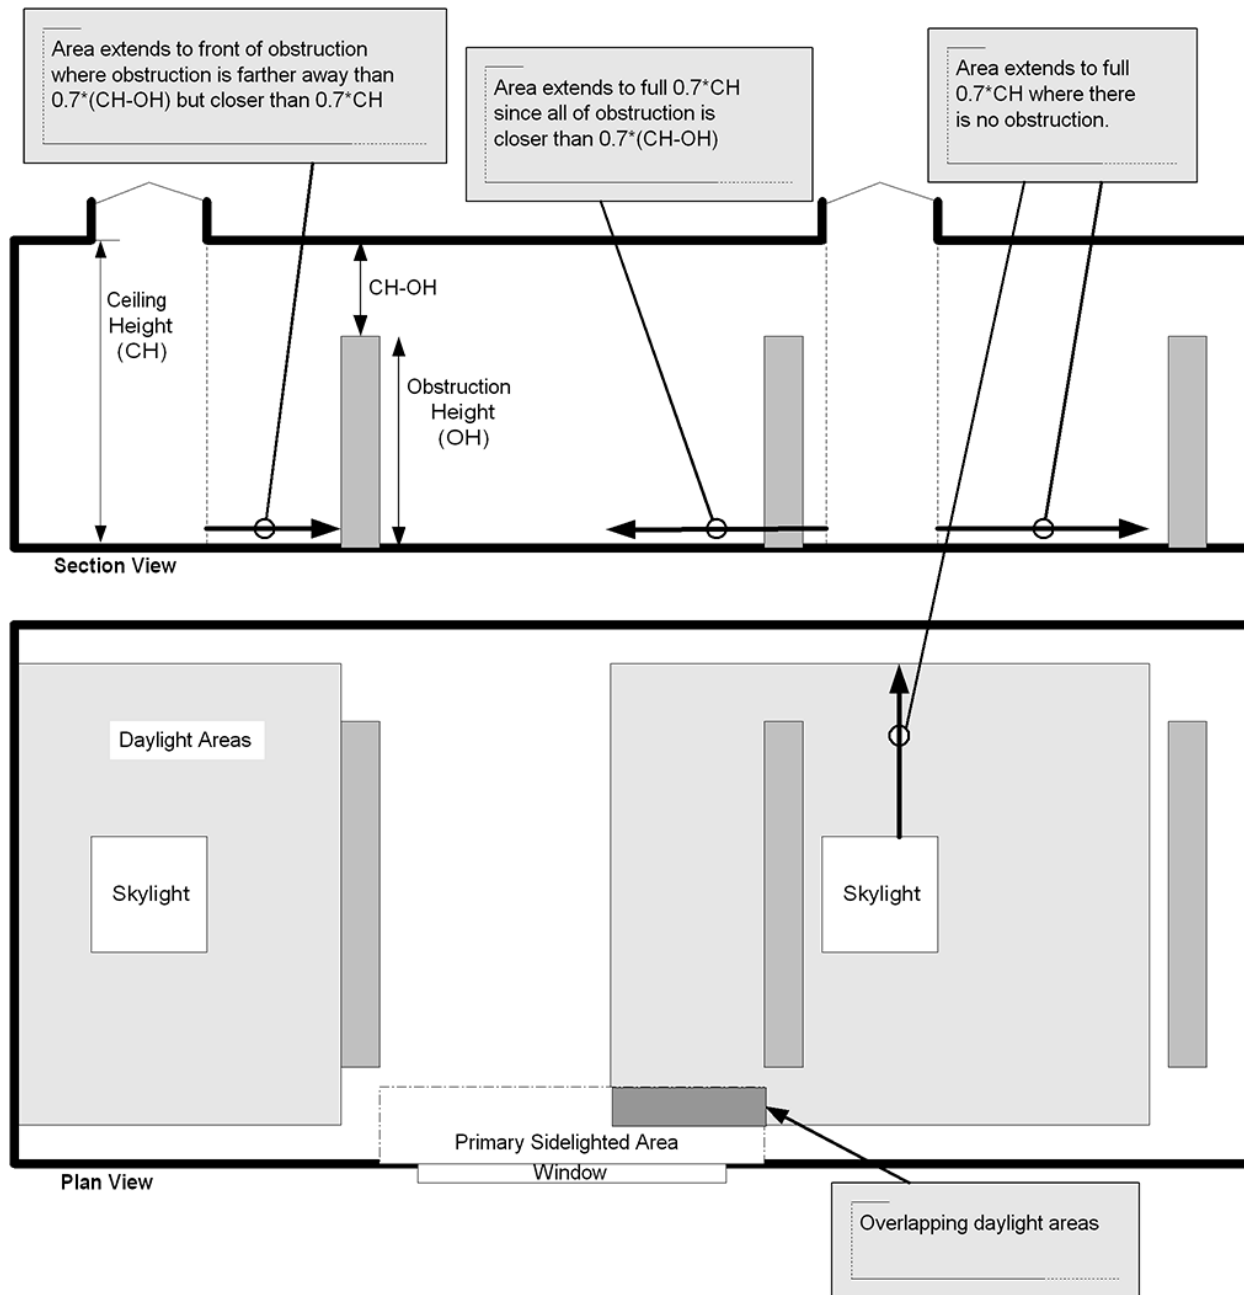 Area extends to front of obstruction
where obstruction is farther away than
0.7*(CH-OH) but closer than 0.7*CH
Area extends to full 0.7*CH
since all of obstruction is
closer than 0.7*(CH-OH)
Area extends to full
0.7*CH where there
is no obstruction.
Ceiling
Height
(CH)
CH-OH
Obstruction
Height
(OH)
Section View
Daylight Areas
Skylight
Skylight
Primary Sidelighted Area
Window
Plan View
Overlapping daylight areas